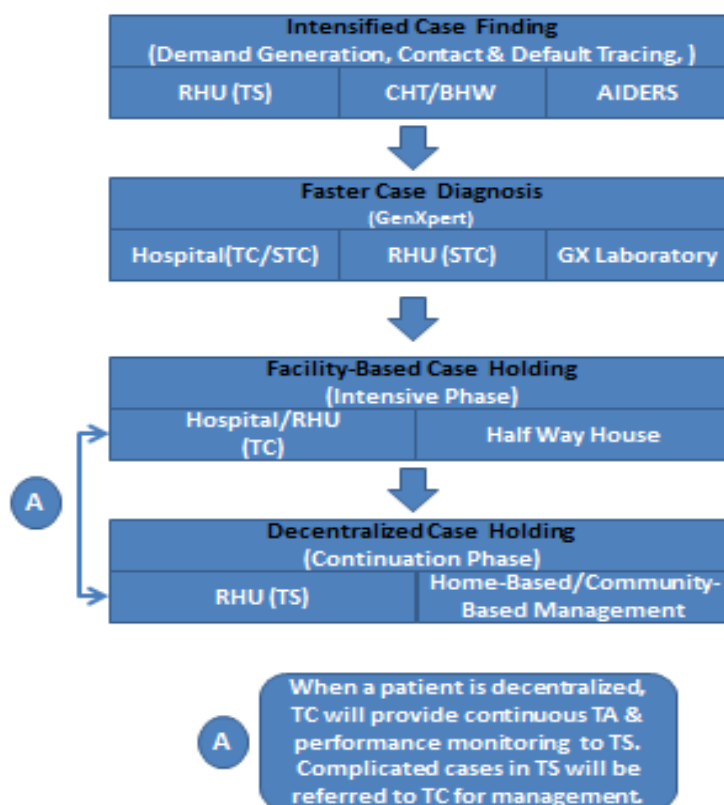 Intensified Case Finding
(Demand Generation, Contact & Default Tracing, )
RHU (TS)
CHT/BHW
AIDERS
Faster Case Diagnosis
(GenXpert)
Hospital(TC/STC)
RHU (STC)
GX Laboratory
Facility-Based Case Holding
(Intensive Phase)
Hospital/RHU
(TC)
Half Way House
A
Decentralized Case Holding
(Continuation Phase)
RHU (TS)
Home-Based/Community-
Based Management
A
When a patient is decentralized,
TC will provide continuous TA &
performance monitoring to TS.
Complicated cases in TS will be
referred to TC for management.